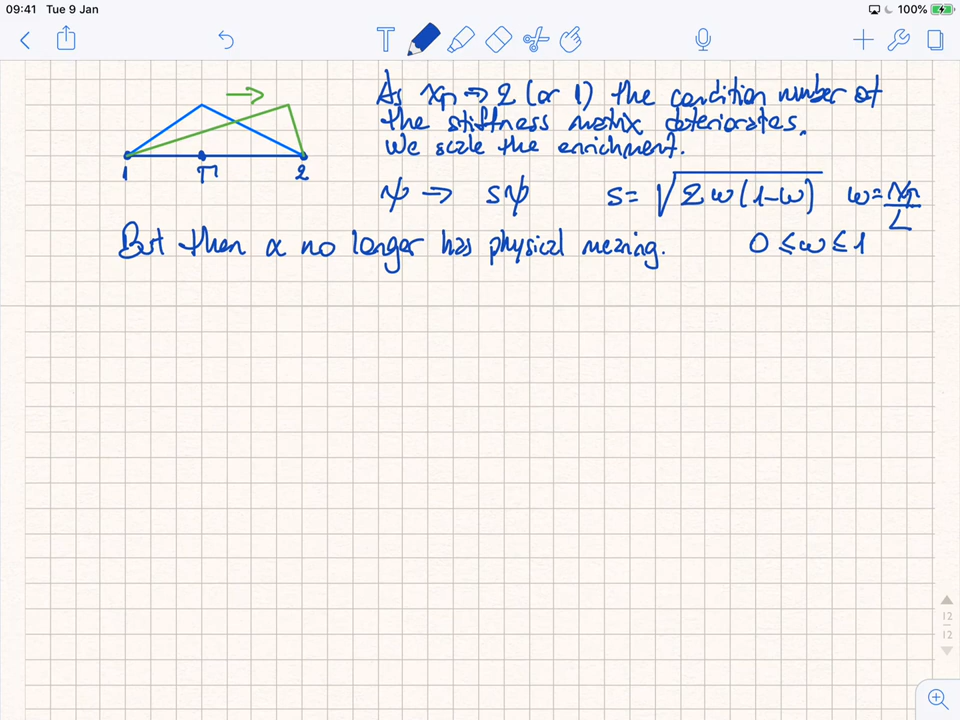 09:41 Tue 9 Jan
100%
T
As xₙ → 2 (or 1) the condition number of
the stiffness matrix deteriorates.
We scale the enrichment.
1 2
ψ → sψ s = √2ω(1-ω) ω = xₙ/L
But then α no longer has physical meaning. 0 ≤ ω ≤ 1
12
12